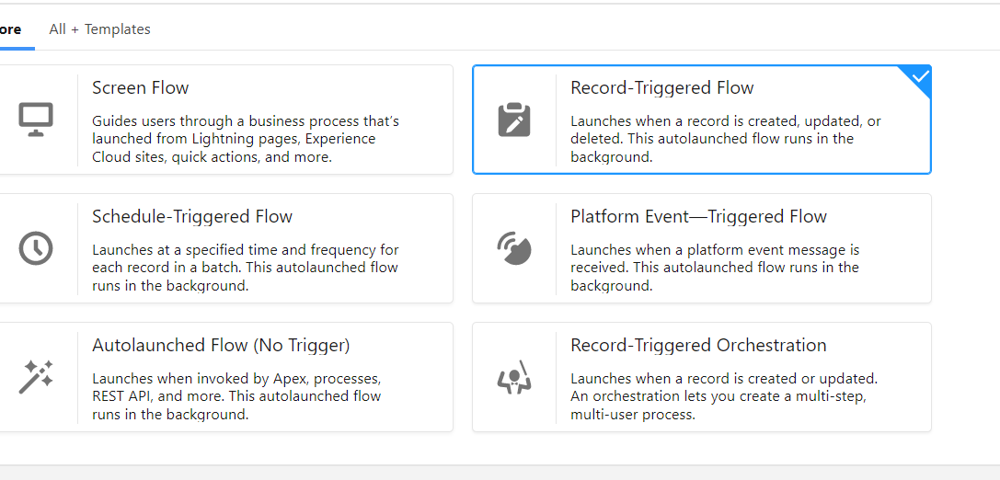 ore All + Templates
Screen Flow
Guides users through a business process that's
launched from Lightning pages, Experience
Cloud sites, quick actions, and more.
Record-Triggered Flow
Launches when a record is created, updated, or
deleted. This autolaunched flow runs in the
background.
Schedule-Triggered Flow
Launches at a specified time and frequency for
each record in a batch. This autolaunched flow
runs in the background.
Platform Event—Triggered Flow
Launches when a platform event message is
received. This autolaunched flow runs in the
background.
Autolaunched Flow (No Trigger)
Launches when invoked by Apex, processes,
REST API, and more. This autolaunched flow
runs in the background.
Record-Triggered Orchestration
Launches when a record is created or updated.
An orchestration lets you create a multi-step,
multi-user process.